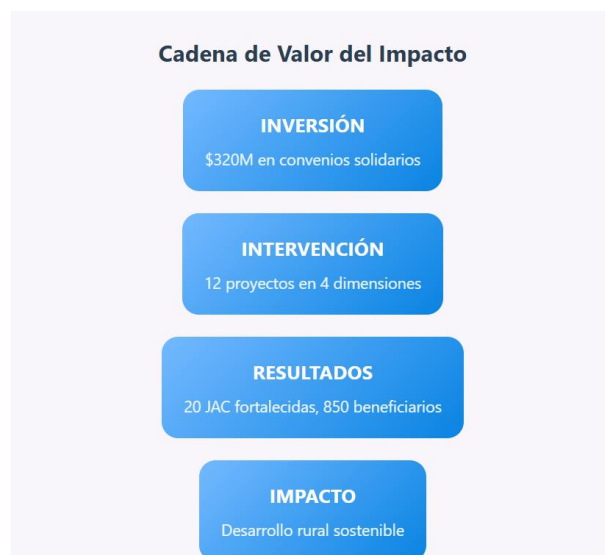 Cadena de Valor del Impacto
INVERSIÓN
$320M en convenios solidarios
INTERVENCIÓN
12 proyectos en 4 dimensiones
RESULTADOS
20 JAC fortalecidas, 850 beneficiarios
IMPACTO
Desarrollo rural sostenible